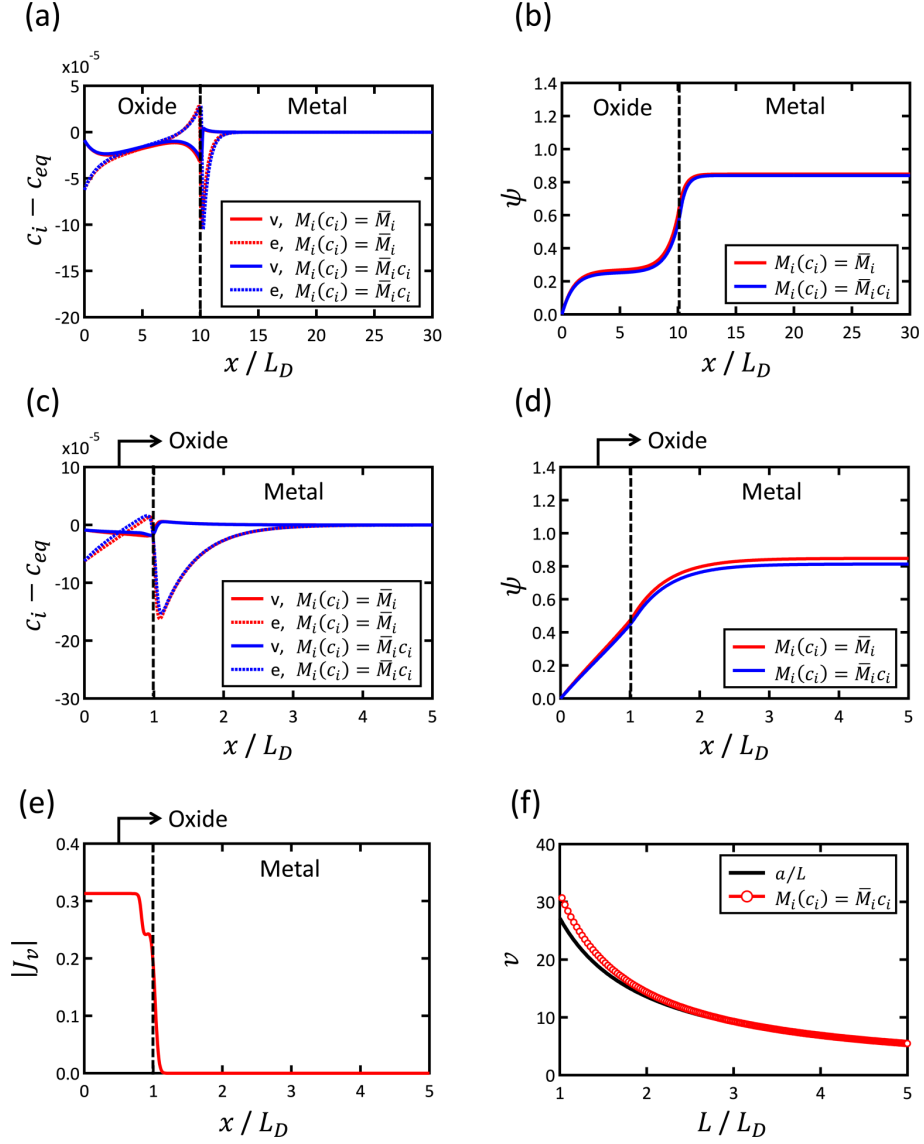 (a)
×10⁻⁵
5
0
-5
-10
-15
-20
cᵢ − c_eq
Oxide
Metal
v, Mᵢ(cᵢ) = M̄ᵢ
e, Mᵢ(cᵢ) = M̄ᵢ
v, Mᵢ(cᵢ) = M̄ᵢcᵢ
e, Mᵢ(cᵢ) = M̄ᵢcᵢ
0 5 10 15 20 25 30
x / L_D
(b)
1.4
1.2
1.0
0.8
0.6
0.4
0.2
0.0
ψ
Oxide
Metal
Mᵢ(cᵢ) = M̄ᵢ
Mᵢ(cᵢ) = M̄ᵢcᵢ
0 5 10 15 20 25 30
x / L_D
(c)
Oxide
×10⁻⁵
10
0
-10
-20
-30
cᵢ − c_eq
Metal
v, Mᵢ(cᵢ) = M̄ᵢ
e, Mᵢ(cᵢ) = M̄ᵢ
v, Mᵢ(cᵢ) = M̄ᵢcᵢ
e, Mᵢ(cᵢ) = M̄ᵢcᵢ
0 1 2 3 4 5
x / L_D
(d)
Oxide
1.4
1.2
1.0
0.8
0.6
0.4
0.2
0.0
ψ
Metal
Mᵢ(cᵢ) = M̄ᵢ
Mᵢ(cᵢ) = M̄ᵢcᵢ
0 1 2 3 4 5
x / L_D
(e)
Oxide
0.4
0.3
0.2
0.1
0.0
|J_v|
Metal
0 1 2 3 4 5
x / L_D
(f)
40
30
20
10
0
v
a/L
Mᵢ(cᵢ) = M̄ᵢcᵢ
1 2 3 4 5
L / L_D